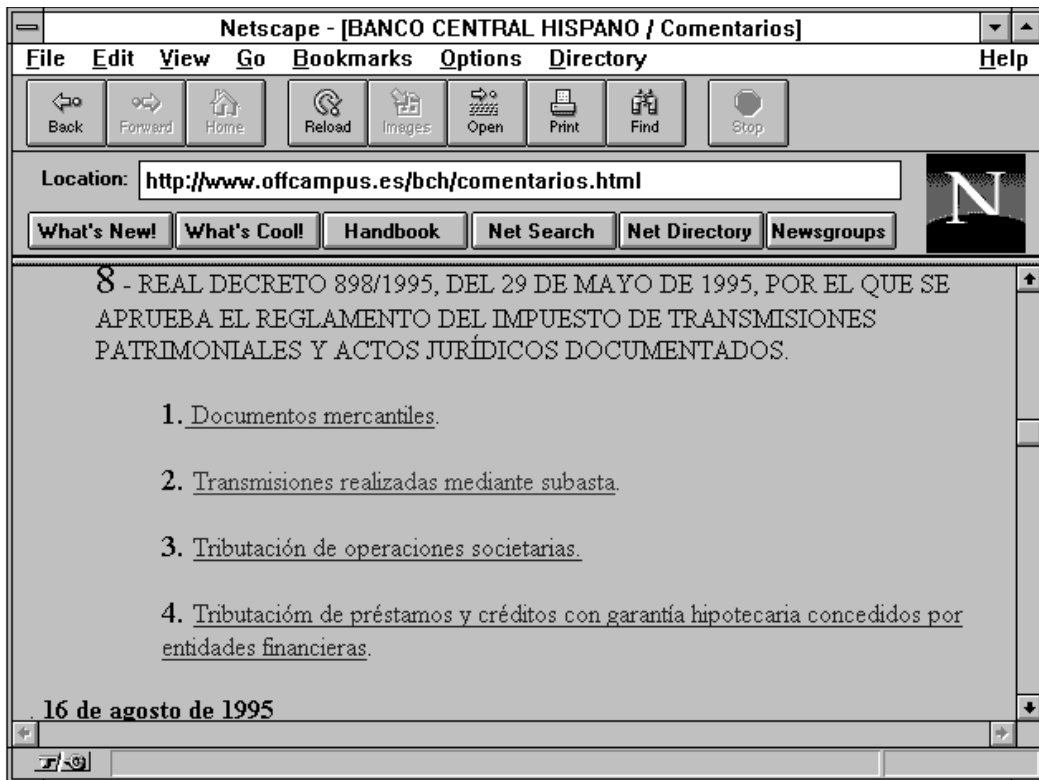 Netscape - [BANCO CENTRAL HISPANO / Comentarios]
File Edit View Go Bookmarks Options Directory Help
Back Forward Home Reload Images Open Print Find Stop
Location: http://www.offcampus.es/bch/comentarios.html
N
What's New! What's Cool! Handbook Net Search Net Directory Newsgroups
8 - REAL DECRETO 898/1995, DEL 29 DE MAYO DE 1995, POR EL QUE SE
APRUEBA EL REGLAMENTO DEL IMPUESTO DE TRANSMISIONES
PATRIMONIALES Y ACTOS JURÍDICOS DOCUMENTADOS.
1. Documentos mercantiles.
2. Transmisiones realizadas mediante subasta.
3. Tributación de operaciones societarias.
4. Tributacióm de préstamos y créditos con garantía hipotecaria concedidos por
entidades financieras.
. 16 de agosto de 1995